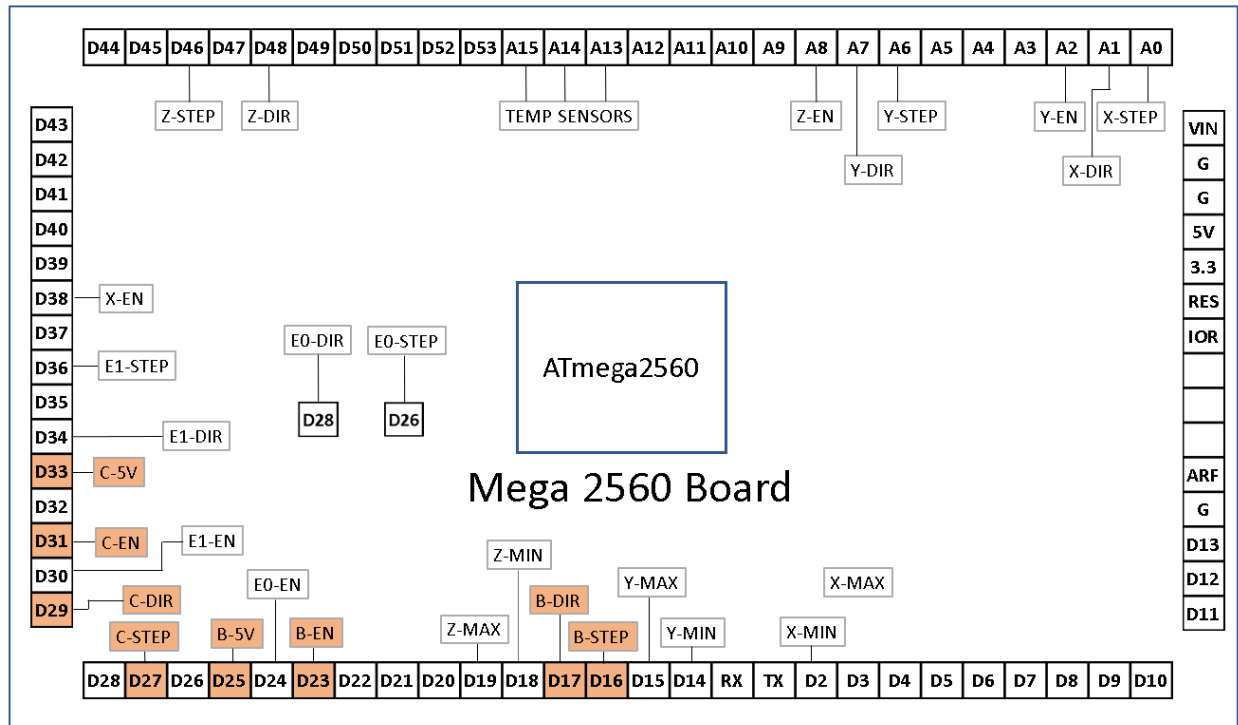 D44 D45 D46 D47 D48 D49 D50 D51 D52 D53 A15 A14 A13 A12 A11 A10 A9 A8 A7 A6 A5 A4 A3 A2 A1 A0
Z-STEP Z-DIR TEMP SENSORS Z-EN Y-STEP Y-EN X-STEP
Y-DIR X-DIR
D43
D42
D41
D40
D39
D38
D37
D36
D35
D34
D33
D32
D31
D30
D29
X-EN
E1-STEP
E1-DIR
C-5V
C-EN
E1-EN
C-DIR
E0-DIR E0-STEP
D28 D26
ATmega2560
Mega 2560 Board
VIN
G
G
5V
3.3
RES
IOR
ARF
G
D13
D12
D11
Z-MIN
E0-EN Y-MAX X-MAX
B-DIR
C-STEP B-5V B-EN Z-MAX B-STEP Y-MIN X-MIN
D28 D27 D26 D25 D24 D23 D22 D21 D20 D19 D18 D17 D16 D15 D14 RX TX D2 D3 D4 D5 D6 D7 D8 D9 D10